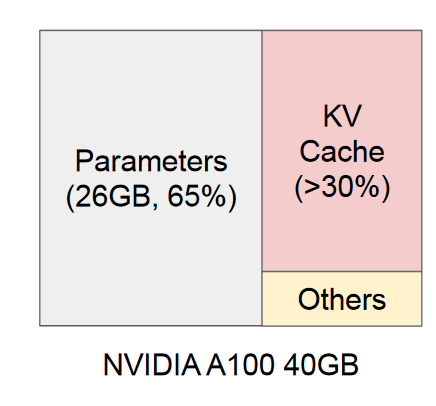 Parameters
(26GB, 65%)
KV
Cache
(>30%)
Others
NVIDIA A100 40GB